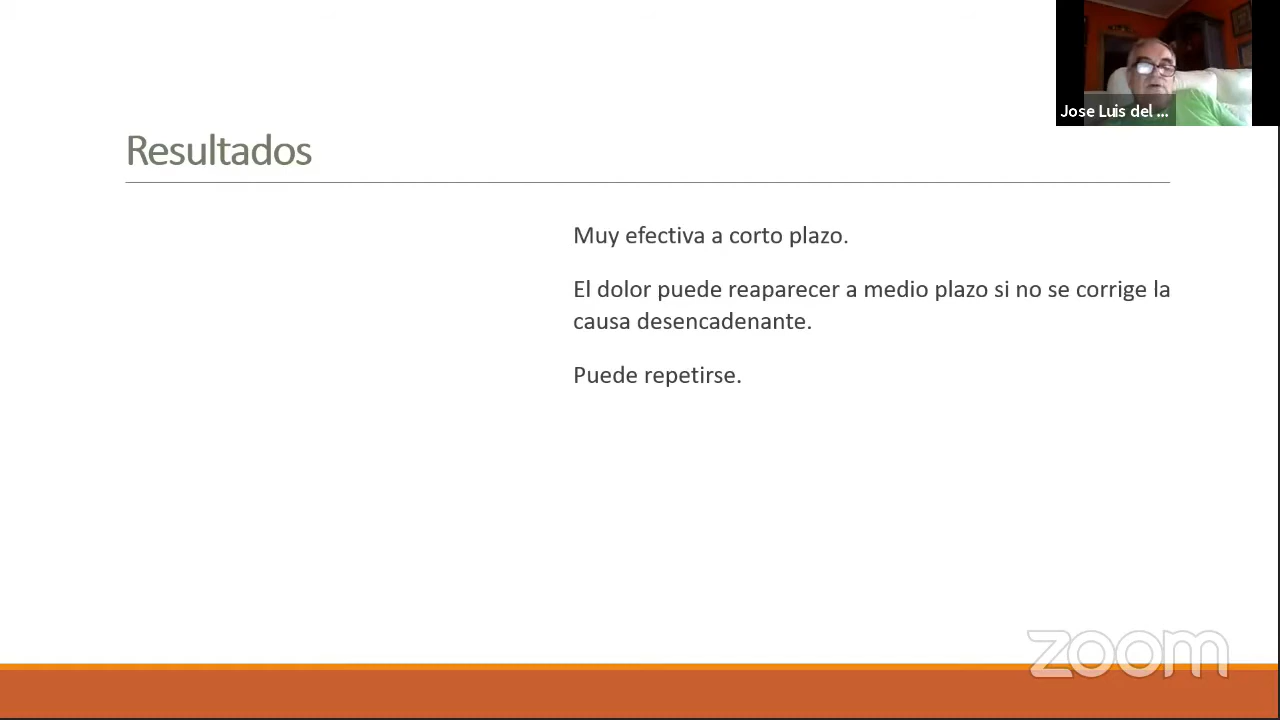 Jose Luis del ...
Resultados
Muy efectiva a corto plazo.
El dolor puede reaparecer a medio plazo si no se corrige la
causa desencadenante.
Puede repetirse.
zoom